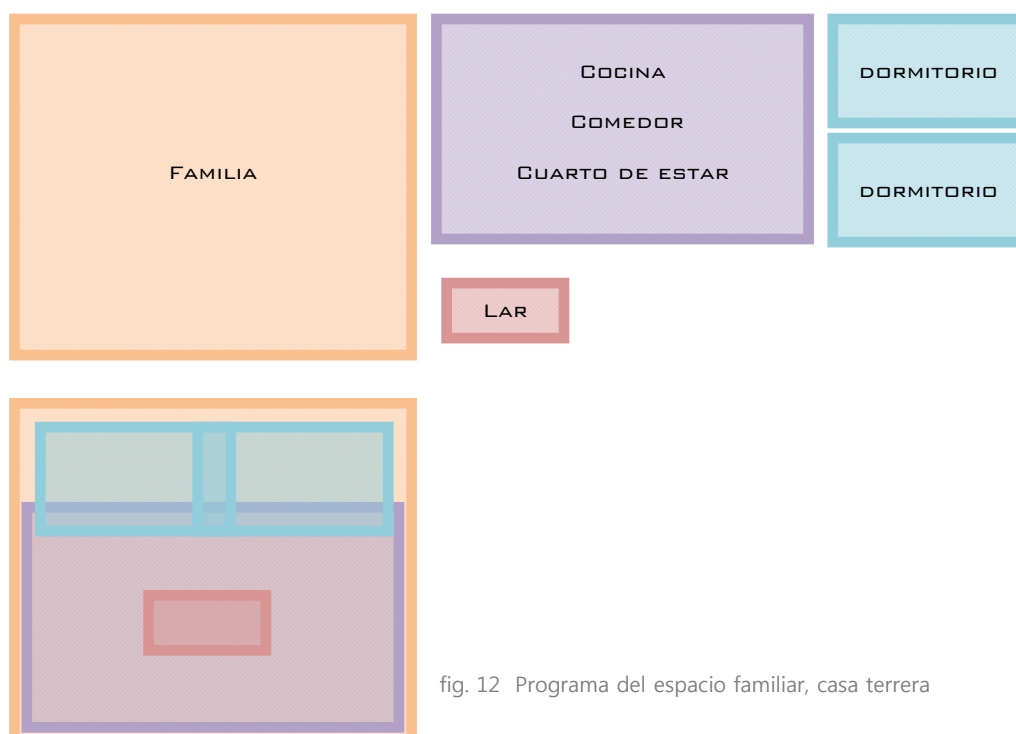 Familia
Cocina
Comedor
Cuarto de estar
DORMITORIO
DORMITORIO
Lar
fig. 12 Programa del espacio familiar, casa terrera